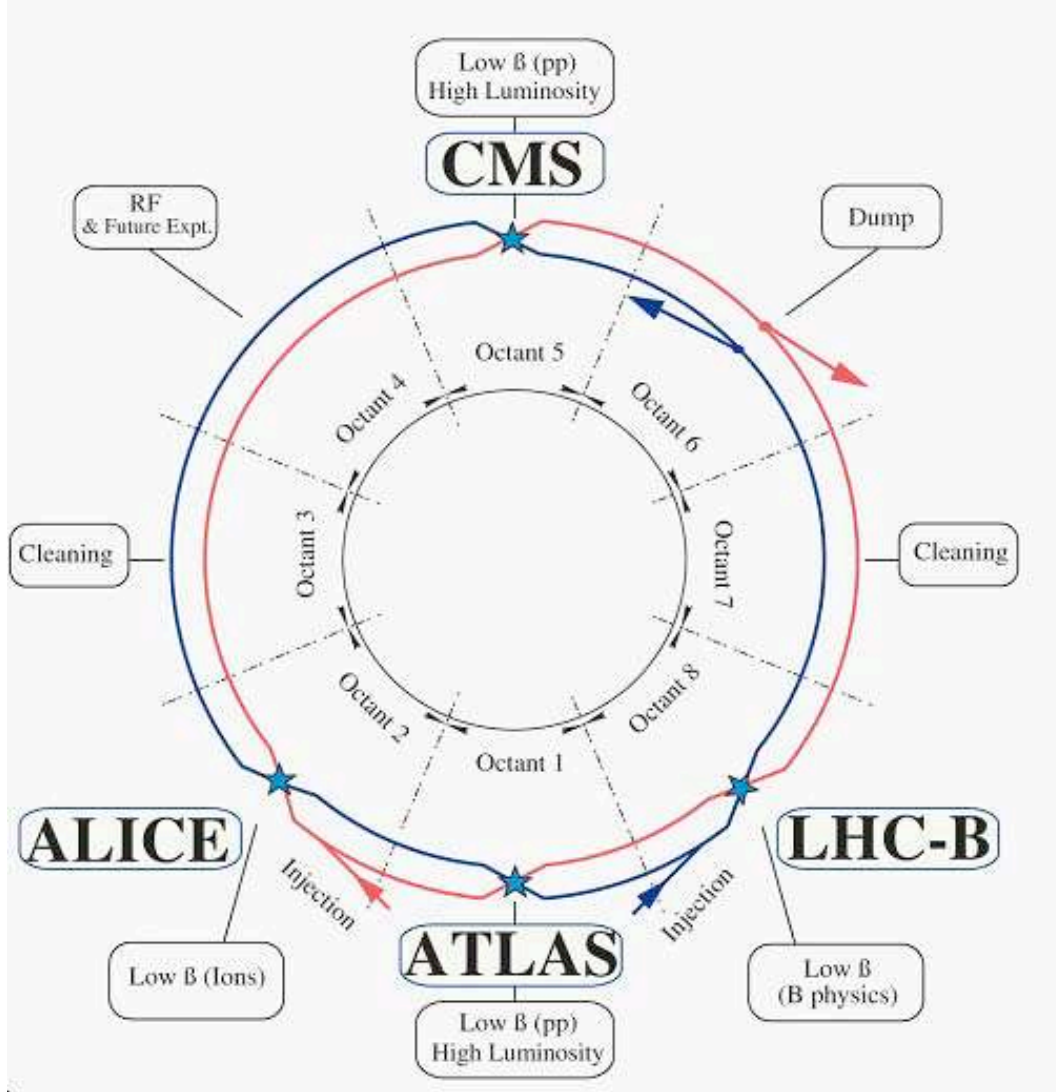 Low ß (pp)
High Luminosity
CMS
RF
& Future Expt.
Dump
Octant 5
Octant 4
Octant 6
Octant 3
Octant 7
Cleaning
Cleaning
Octant 2
Octant 8
Octant 1
ALICE
LHC-B
Injection
Injection
ATLAS
Low ß (Ions)
Low ß
(B physics)
Low ß (pp)
High Luminosity